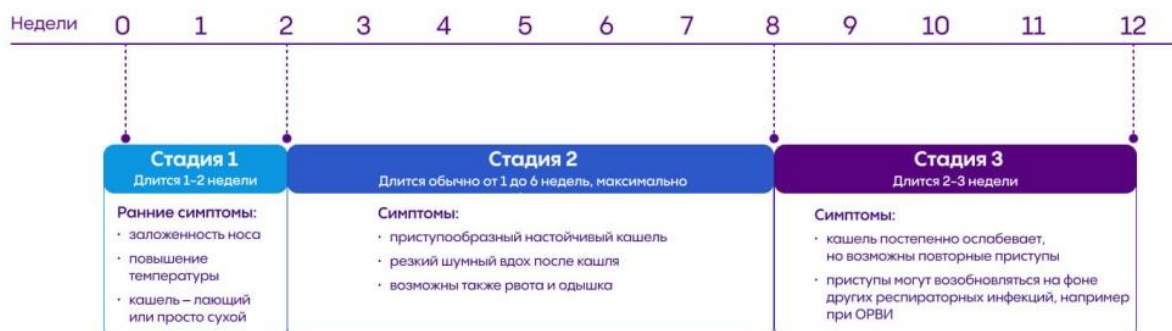 Недели 0 1 2 3 4 5 6 7 8 9 10 11 12
Стадия 1
Длится 1-2 недели
Ранние симптомы:
· заложенность носа
· повышение
температуры
· кашель – лающий
или просто сухой
Стадия 2
Длится обычно от 1 до 6 недель, максимально
Симптомы:
· приступообразный настойчивый кашель
· резкий шумный вдох после кашля
· возможны также рвота и одышка
Стадия 3
Длится 2-3 недели
Симптомы:
· кашель постепенно ослабевает,
но возможны повторные приступы
· приступы могут возобновляться на фоне
других респираторных инфекций, например
при ОРВИ